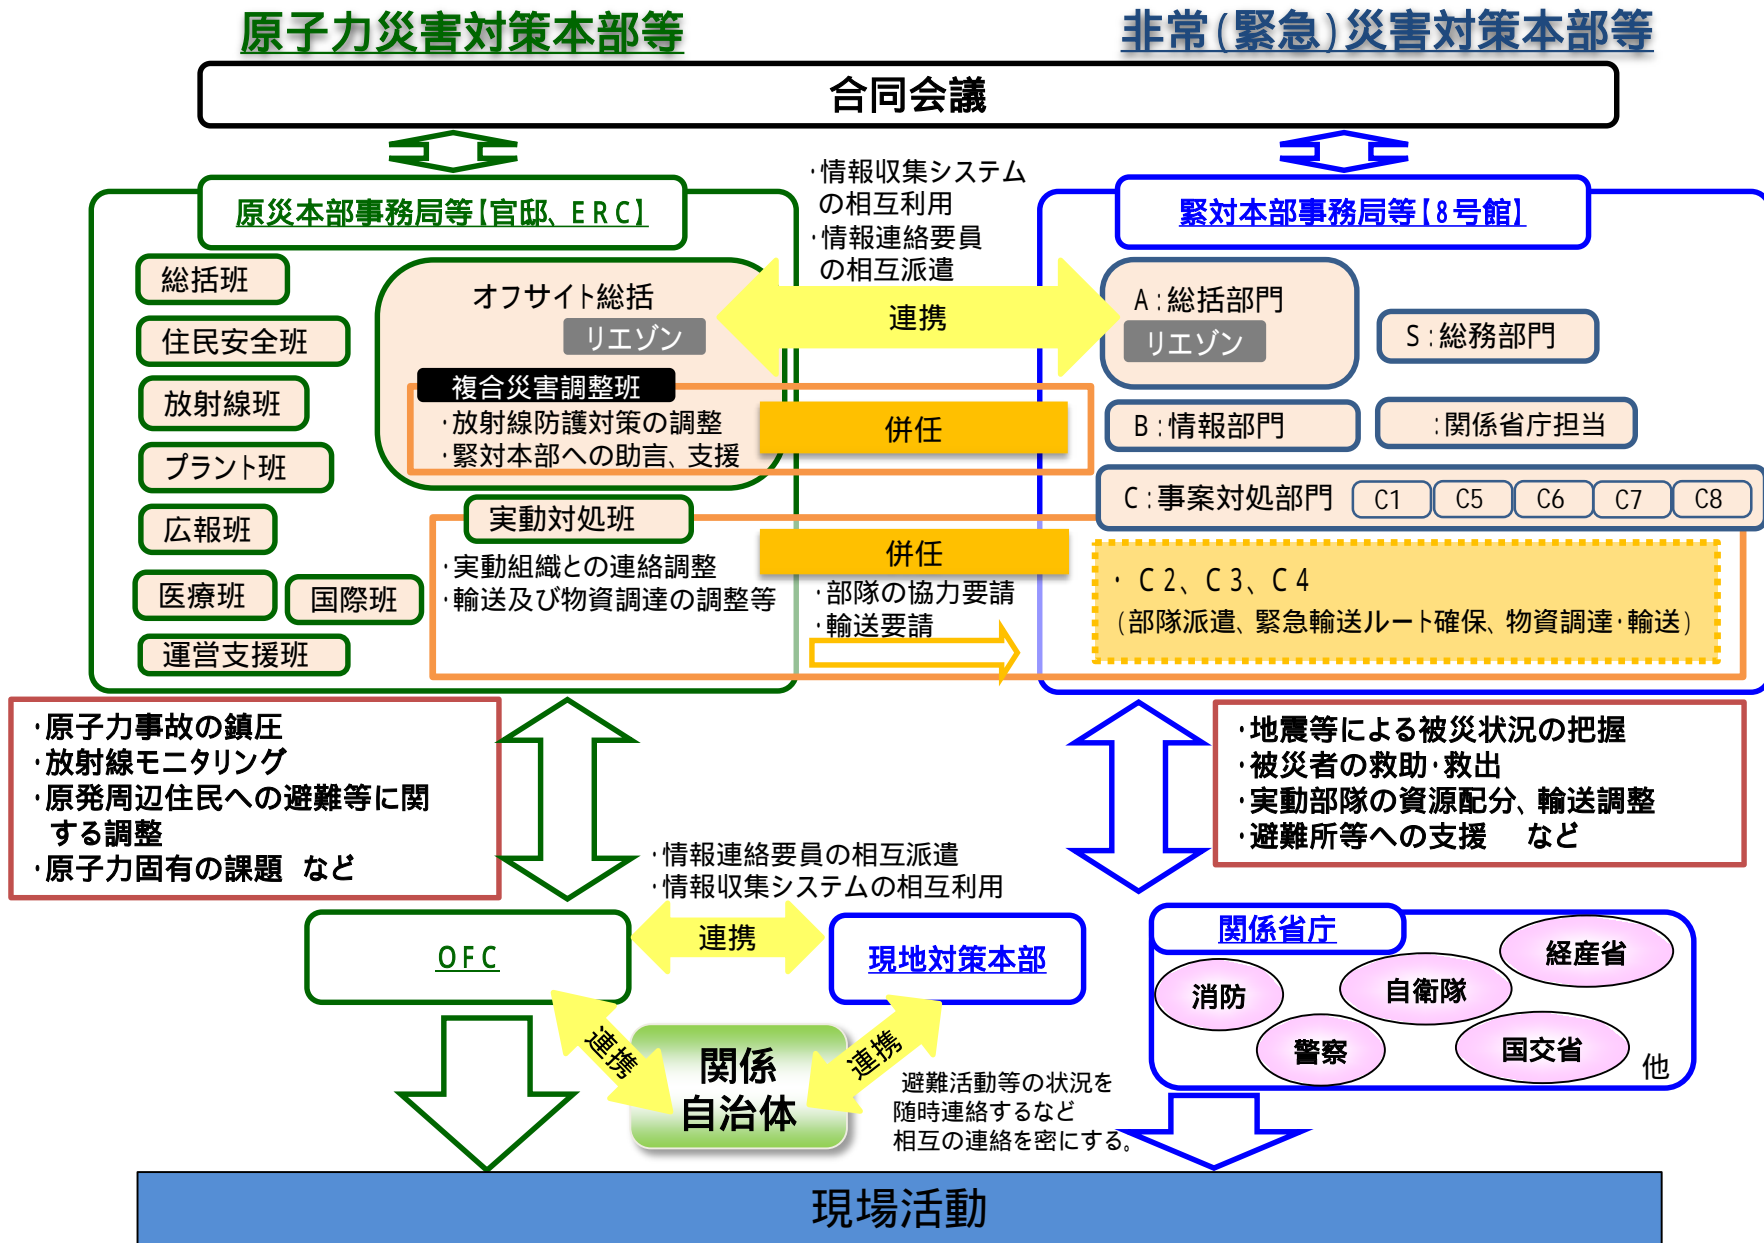 原子力災害対策本部等
非常(緊急)災害対策本部等
合同会議
原災本部事務局等【官邸、ERC】
・情報収集システム
の相互利用
・情報連絡要員
の相互派遣
緊対本部事務局等【8号館】
総括班
住民安全班
放射線班
プラント班
広報班
医療班
国際班
運営支援班
オフサイト総括
リエゾン
連携
A:総括部門
リエゾン
S:総務部門
複合災害調整班
・放射線防護対策の調整
・緊対本部への助言、支援
併任
B:情報部門
:関係省庁担当
C:事案対処部門
C1
C5
C6
C7
C8
実動対処班
・実動組織との連絡調整
・輸送及び物資調達の調整等
併任
・部隊の協力要請
・輸送要請
・C2、C3、C4
(部隊派遣、緊急輸送ルート確保、物資調達・輸送)
・原子力事故の鎮圧
・放射線モニタリング
・原発周辺住民への避難等に関
する調整
・原子力固有の課題 など
・地震等による被災状況の把握
・被災者の救助・救出
・実動部隊の資源配分、輸送調整
・避難所等への支援 など
・情報連絡要員の相互派遣
・情報収集システムの相互利用
OFC
連携
現地対策本部
関係省庁
経産省
消防
自衛隊
警察
国交省
他
連携
関係
自治体
連携
避難活動等の状況を
随時連絡するなど
相互の連絡を密にする。
現場活動